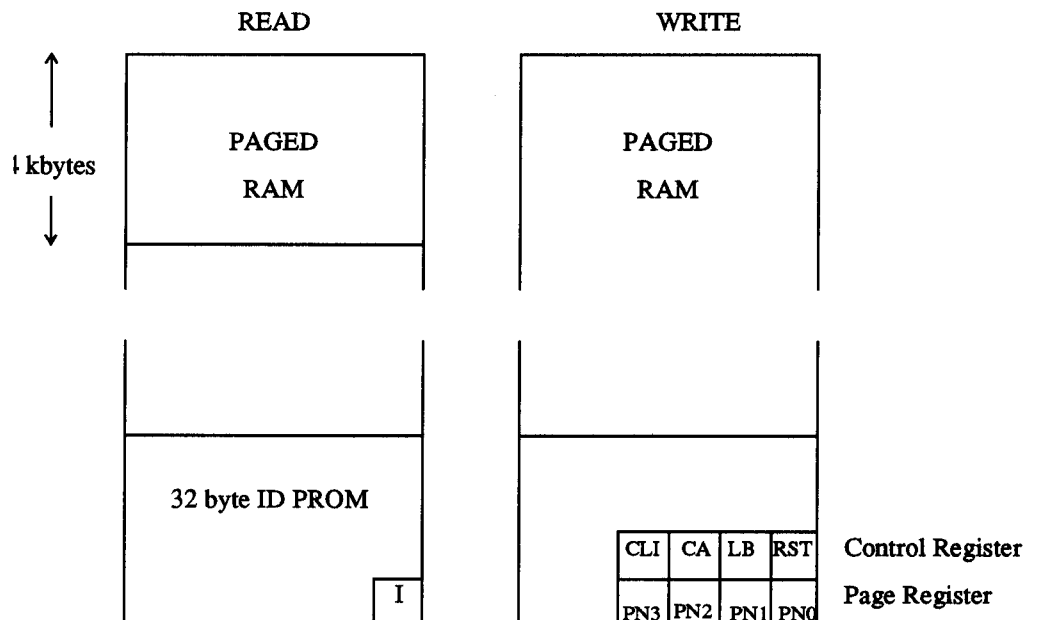 READ WRITE
PAGED PAGED
kbytes
RAM RAM
32 byte ID PROM
CLI CA LB RST Control Register
I Page Register
PN3 PN2 PN1 PN0